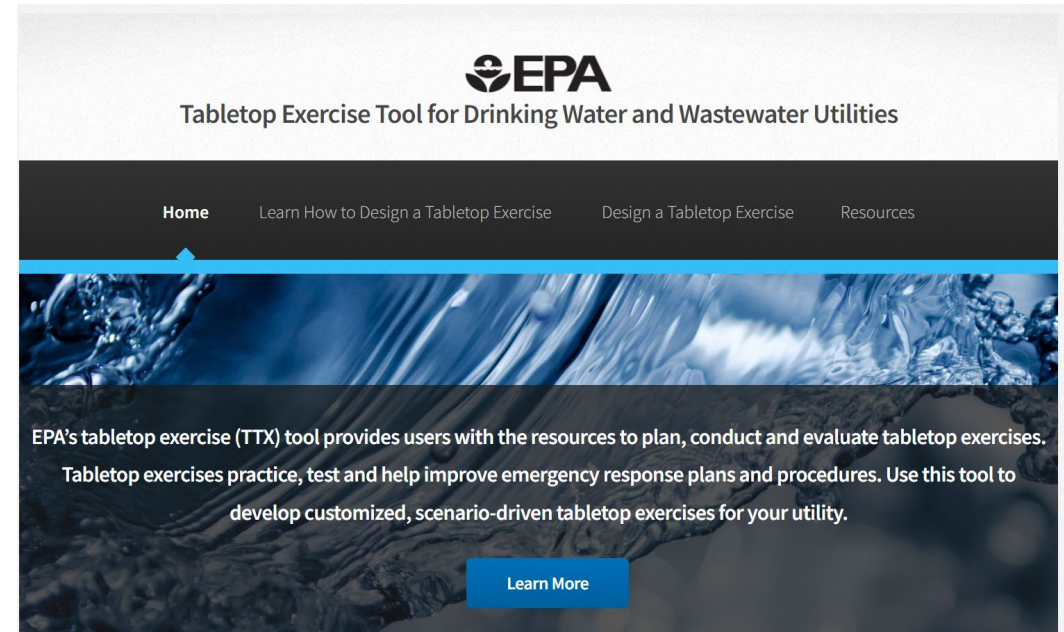 EPA
Tabletop Exercise Tool for Drinking Water and Wastewater Utilities
Home Learn How to Design a Tabletop Exercise Design a Tabletop Exercise Resources
EPA’s tabletop exercise (TTX) tool provides users with the resources to plan, conduct and evaluate tabletop exercises.
Tabletop exercises practice, test and help improve emergency response plans and procedures. Use this tool to
develop customized, scenario-driven tabletop exercises for your utility.
Learn More